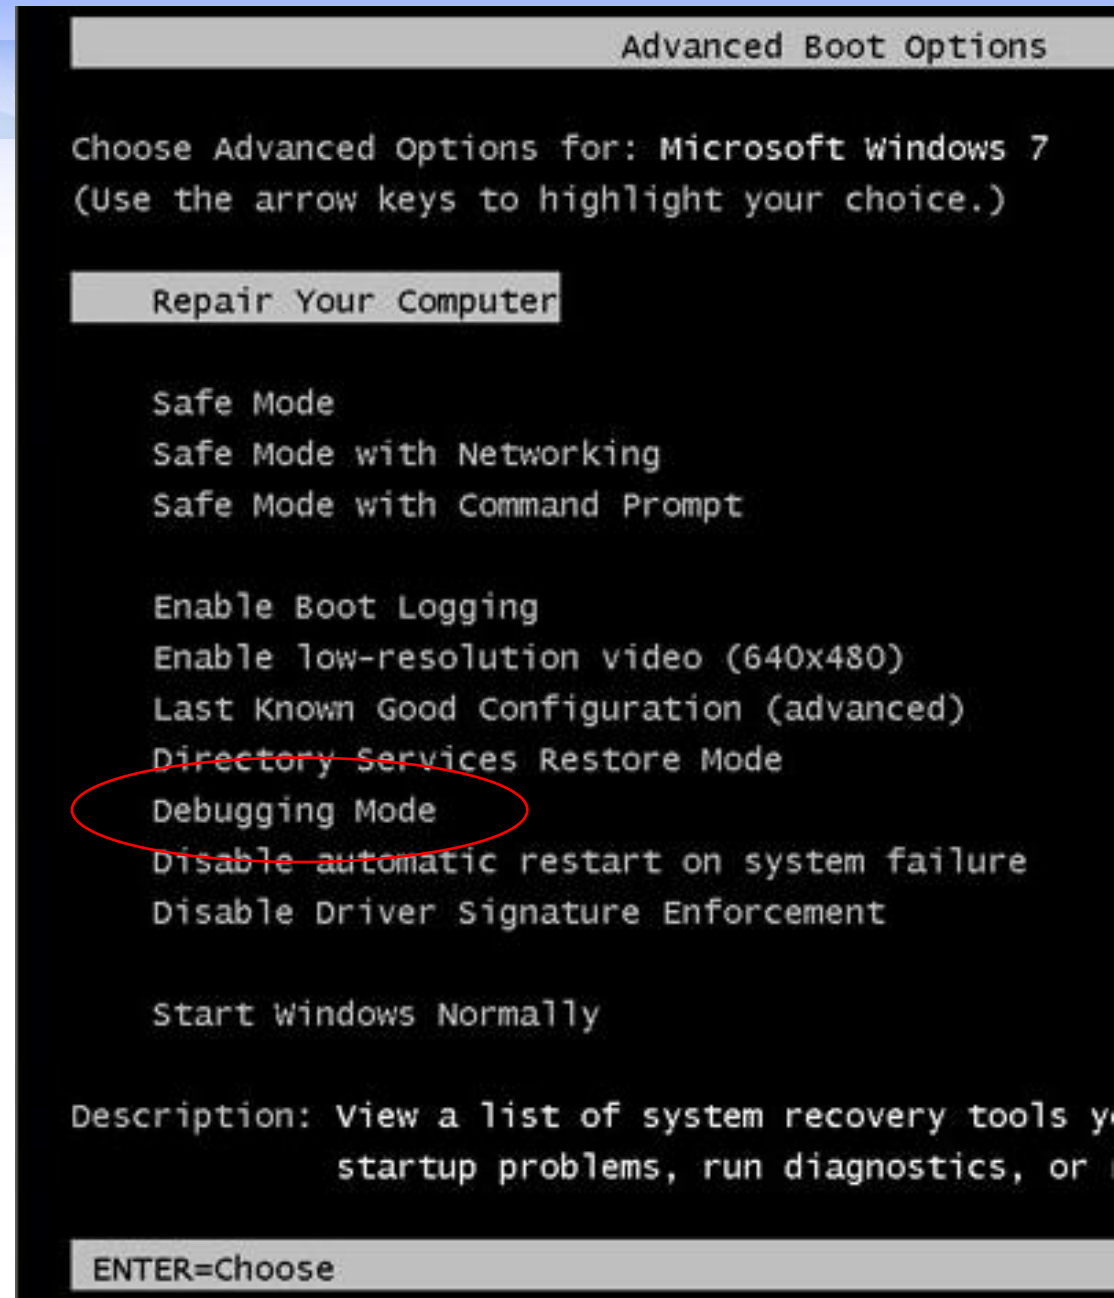 Advanced Boot Options
Choose Advanced Options for: Microsoft Windows 7
(Use the arrow keys to highlight your choice.)
Repair Your Computer
Safe Mode
Safe Mode with Networking
Safe Mode with Command Prompt
Enable Boot Logging
Enable low-resolution video (640x480)
Last Known Good Configuration (advanced)
Directory Services Restore Mode
Debugging Mode
Disable automatic restart on system failure
Disable Driver Signature Enforcement
Start Windows Normally
Description: View a list of system recovery tools
startup problems, run diagnostics, or
ENTER=Choose